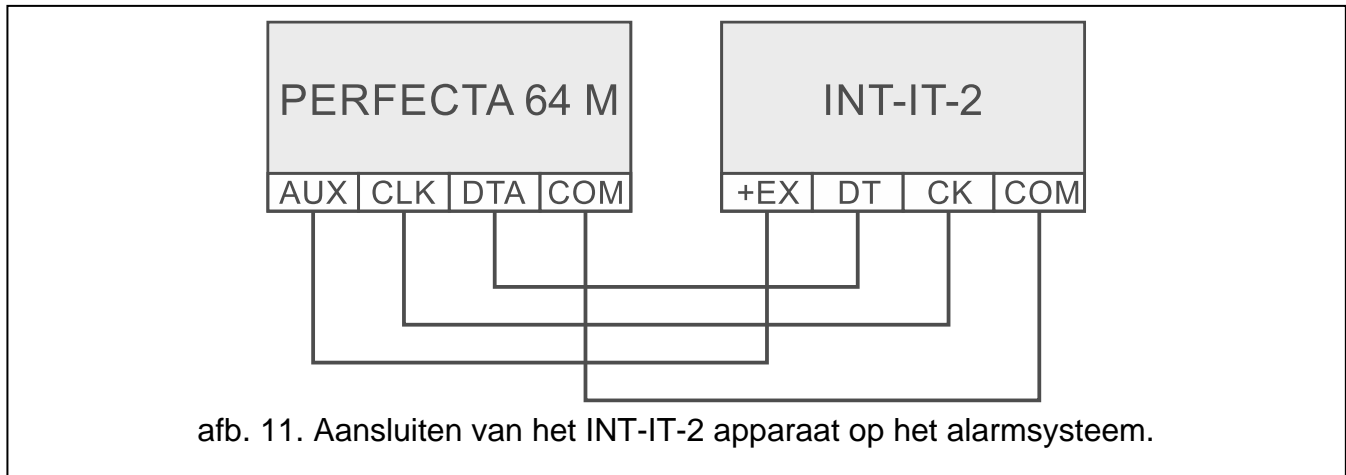 PERFECTA 64 M
INT-IT-2
AUX CLK DTA COM
+EX DT CK COM
afb. 11. Aansluiten van het INT-IT-2 apparaat op het alarmsysteem.